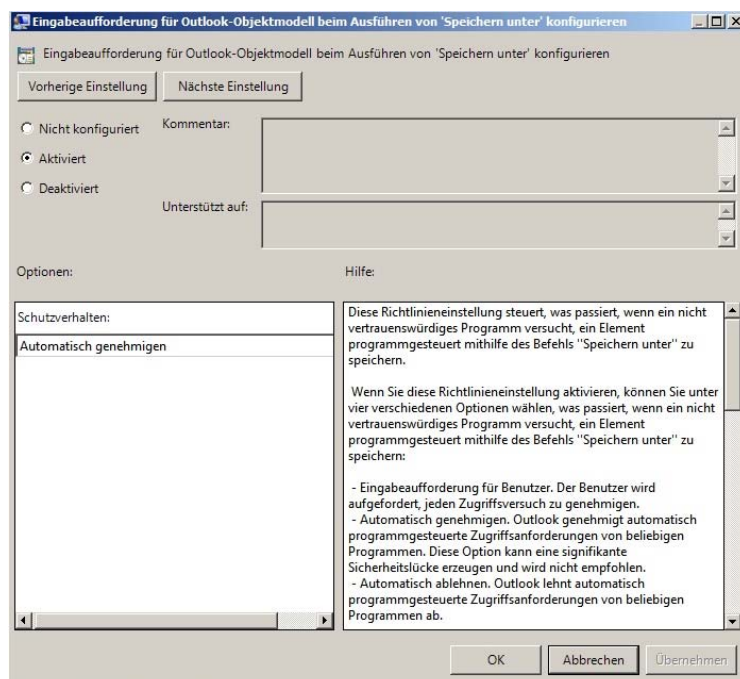 Eingabeaufforderung für Outlook-Objektmodell beim Ausführen von 'Speichern unter' konfigurieren
Eingabeaufforderung für Outlook-Objektmodell beim Ausführen von 'Speichern unter' konfigurieren
Vorherige Einstellung
Nächste Einstellung
Nicht konfiguriert
Kommentar:
Aktiviert
Deaktiviert
Unterstützt auf:
Optionen:
Hilfe:
Schutzverhalten:
Automatisch genehmigen
Diese Richtlinieneinstellung steuert, was passiert, wenn ein nicht
vertrauenswürdiges Programm versucht, ein Element
programmgesteuert mithilfe des Befehls "Speichern unter" zu
speichern.
Wenn Sie diese Richtlinieneinstellung aktivieren, können Sie unter
vier verschiedenen Optionen wählen, was passiert, wenn ein nicht
vertrauenswürdiges Programm versucht, ein Element
programmgesteuert mithilfe des Befehls "Speichern unter" zu
speichern:
- Eingabeaufforderung für Benutzer. Der Benutzer wird
aufgefordert, jeden Zugriffsversuch zu genehmigen.
- Automatisch genehmigen. Outlook genehmigt automatisch
programmgesteuerte Zugriffsanforderungen von beliebigen
Programmen. Diese Option kann eine signifikante
Sicherheitslücke erzeugen und wird nicht empfohlen.
- Automatisch ablehnen. Outlook lehnt automatisch
programmgesteuerte Zugriffsanforderungen von beliebigen
Programmen ab.
OK
Abbrechen
Übernehmen